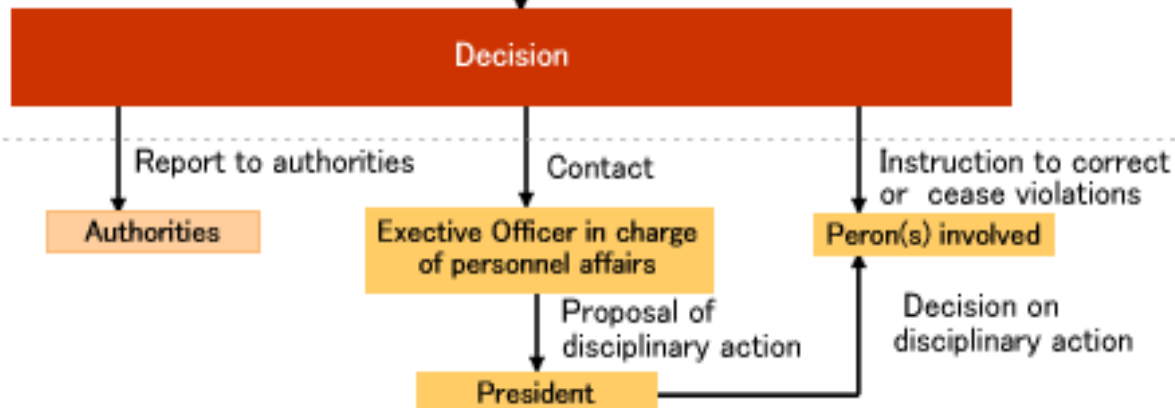 Decision
Report to authorities
Contact
Instruction to correct
or cease violations
Authorities
Exective Officer in charge
of personnel affairs
Peron(s) involved
Proposal of
disciplinary action
Decision on
disciplinary action
President